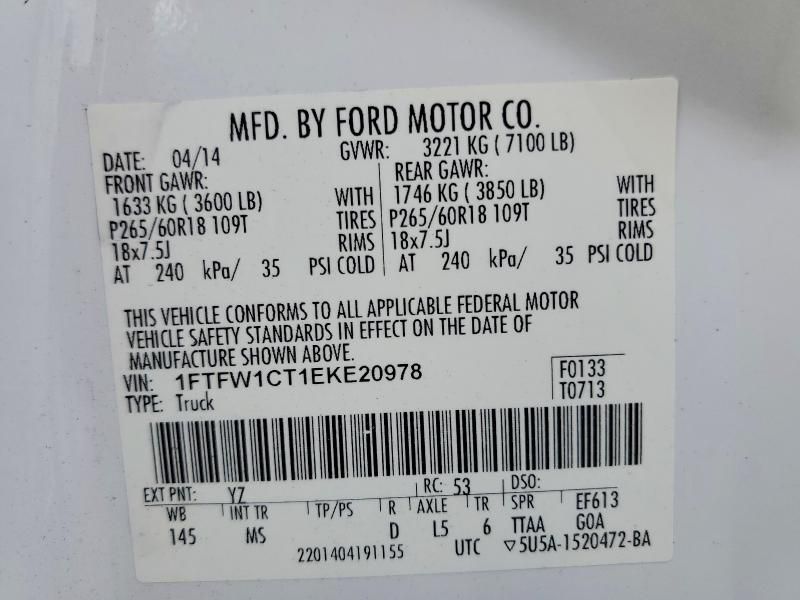 MFD. BY FORD MOTOR CO.
DATE: 04/14 GVWR: 3221 KG ( 7100 LB)
FRONT GAWR: REAR GAWR:
1633 KG ( 3600 LB) WITH 1746 KG ( 3850 LB) WITH
P265/60R18 109T TIRES P265/60R18 109T TIRES
18x7.5J RIMS 18x7.5J RIMS
AT 240 kPa/ 35 PSI COLD AT 240 kPa/ 35 PSI COLD
THIS VEHICLE CONFORMS TO ALL APPLICABLE FEDERAL MOTOR
VEHICLE SAFETY STANDARDS IN EFFECT ON THE DATE OF
MANUFACTURE SHOWN ABOVE.
VIN: 1FTFW1CT1EKE20978 F0133
TYPE: Truck T0713
EXT PNT: YZ RC: 53 DSO:
WB INT TR TP/PS R AXLE TR SPR EF613
145 MS D L5 6 TTAA GOA
2201404191155 UTC ▽5U5A-1520472-BA